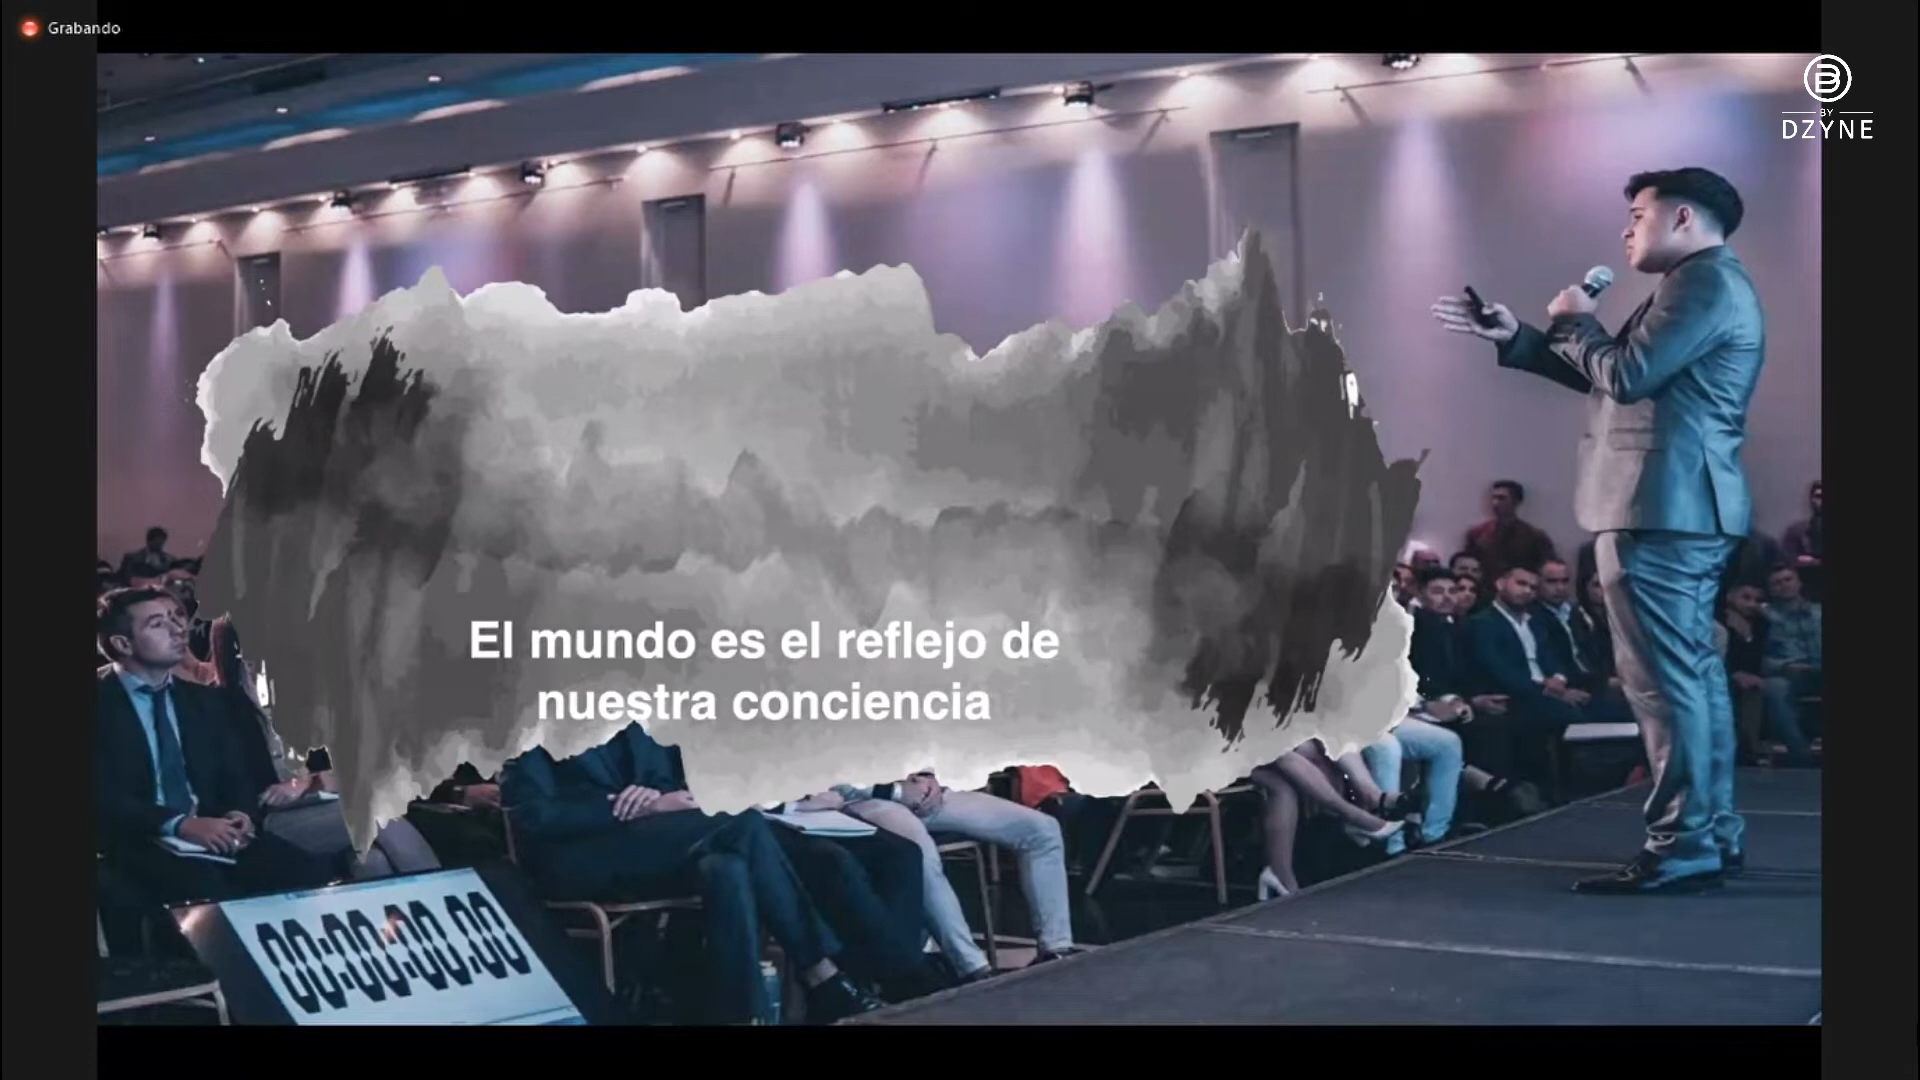 Grabando
B
BY
DZYNE
El mundo es el reflejo de
nuestra conciencia
00:00:00.00